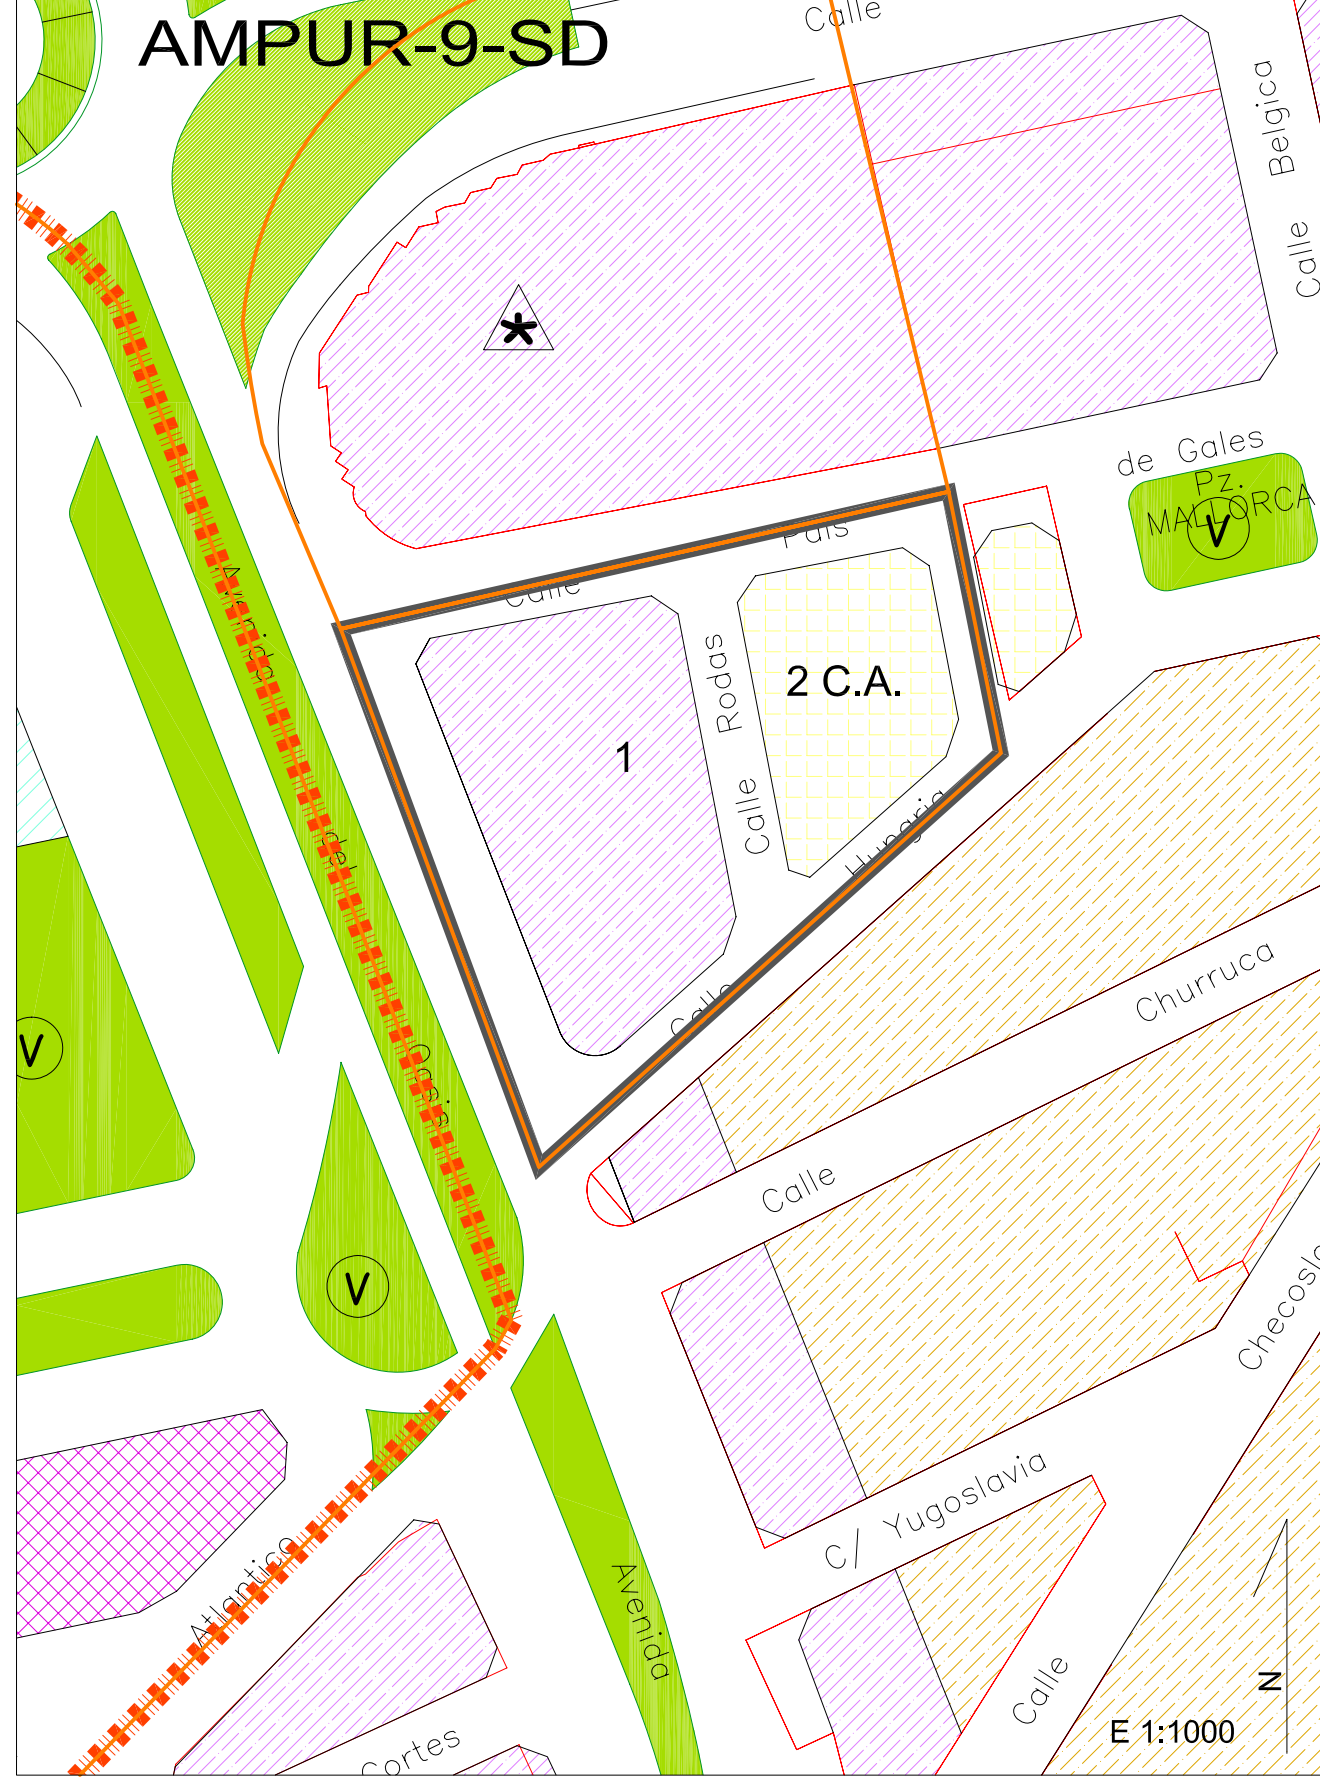 AMPUR-9-SD
Calle
Belgica
Calle
de Gales
Pz.
MALLORCA
V
Pais
Calle
Avenida
Rodas
2 C.A.
1
Calle
del
Hungria
Churruca
Calle
V
Oasis
Calle
V
Checoslo
C/ Yugoslavia
Atlantico
Avenida
Calle
N
E 1:1000
Cortes